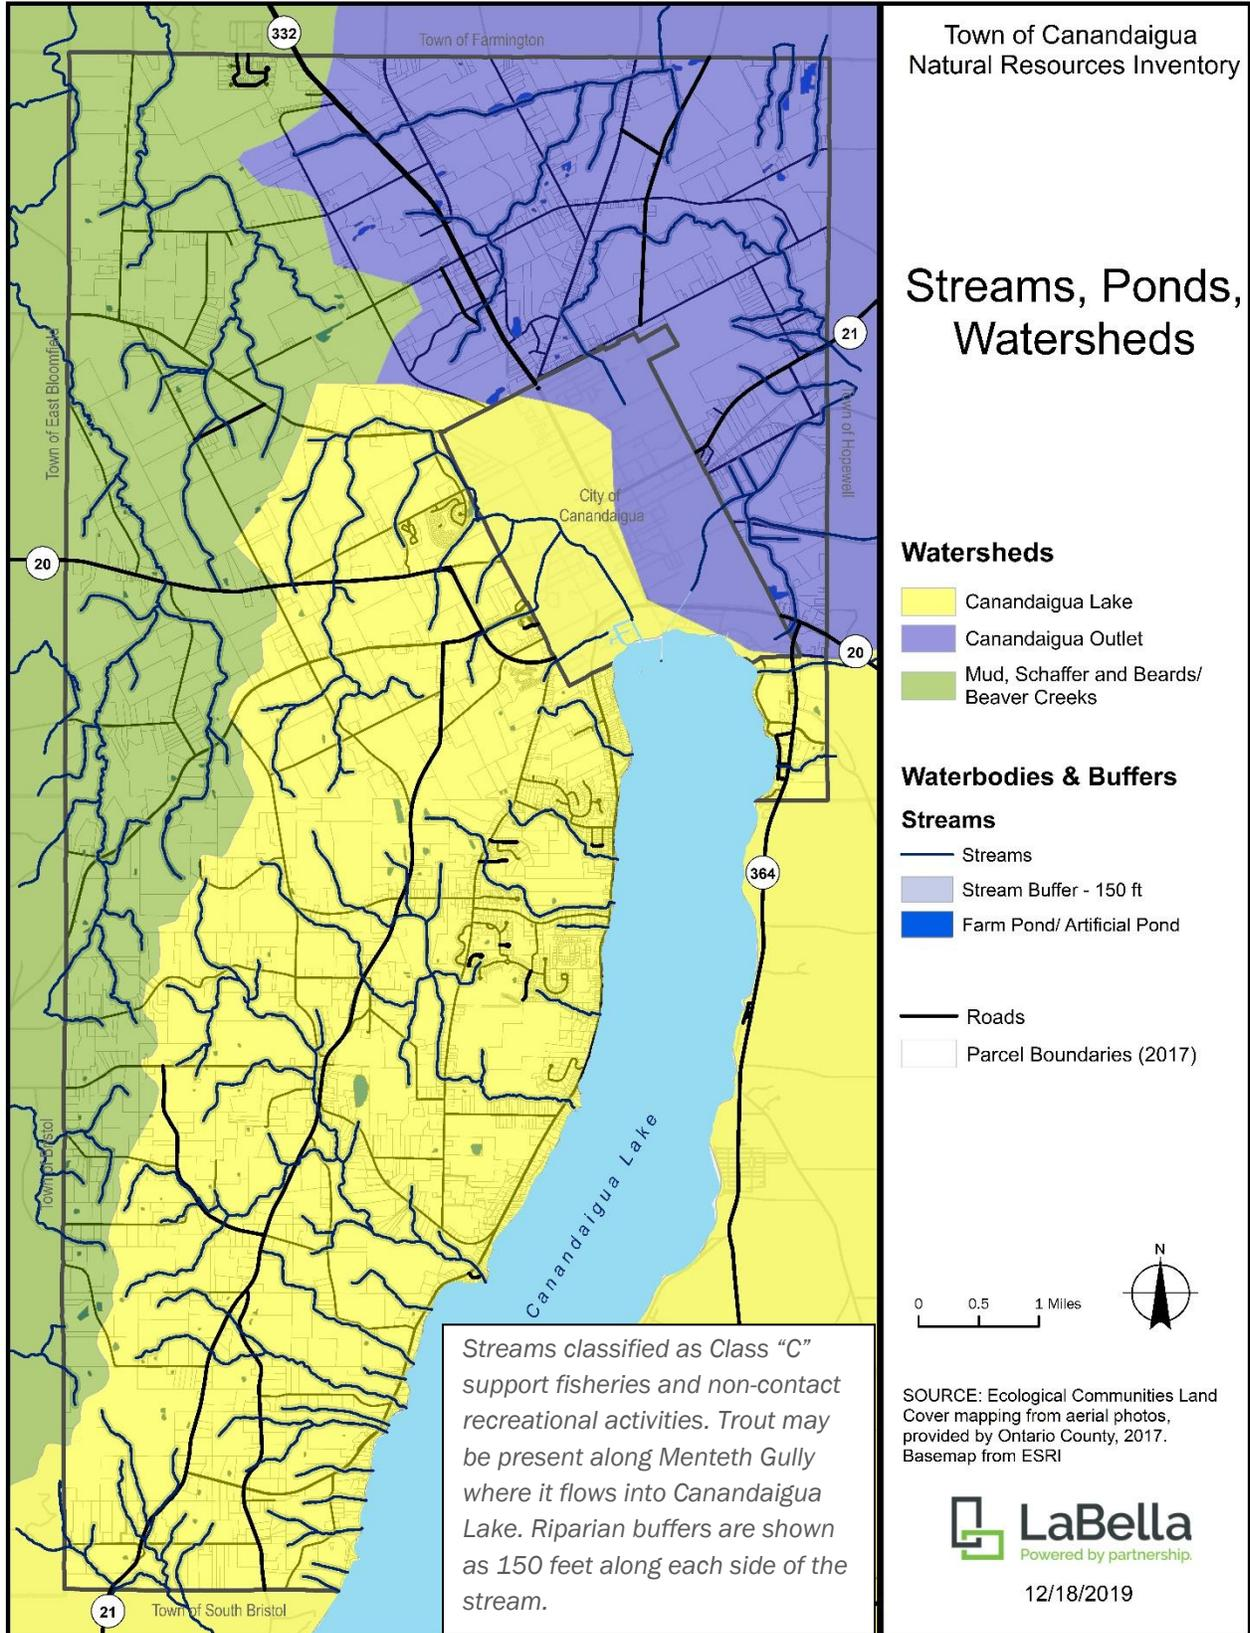 332
Town of Farmington
Town of East Bloomfield
21
Town of Hopewell
City of
Canandaigua
20
20
364
Town of Bristol
Canandaigua Lake
21
Town of South Bristol
Streams classified as Class “C”
support fisheries and non-contact
recreational activities. Trout may
be present along Menteth Gully
where it flows into Canandaigua
Lake. Riparian buffers are shown
as 150 feet along each side of the
stream.
Town of Canandaigua
Natural Resources Inventory
Streams, Ponds,
Watersheds
Watersheds
Canandaigua Lake
Canandaigua Outlet
Mud, Schaffer and Beards/
Beaver Creeks
Waterbodies & Buffers
Streams
Streams
Stream Buffer - 150 ft
Farm Pond/ Artificial Pond
Roads
Parcel Boundaries (2017)
N
0 0.5 1 Miles
SOURCE: Ecological Communities Land
Cover mapping from aerial photos,
provided by Ontario County, 2017.
Basemap from ESRI
LaBella
Powered by partnership.
12/18/2019